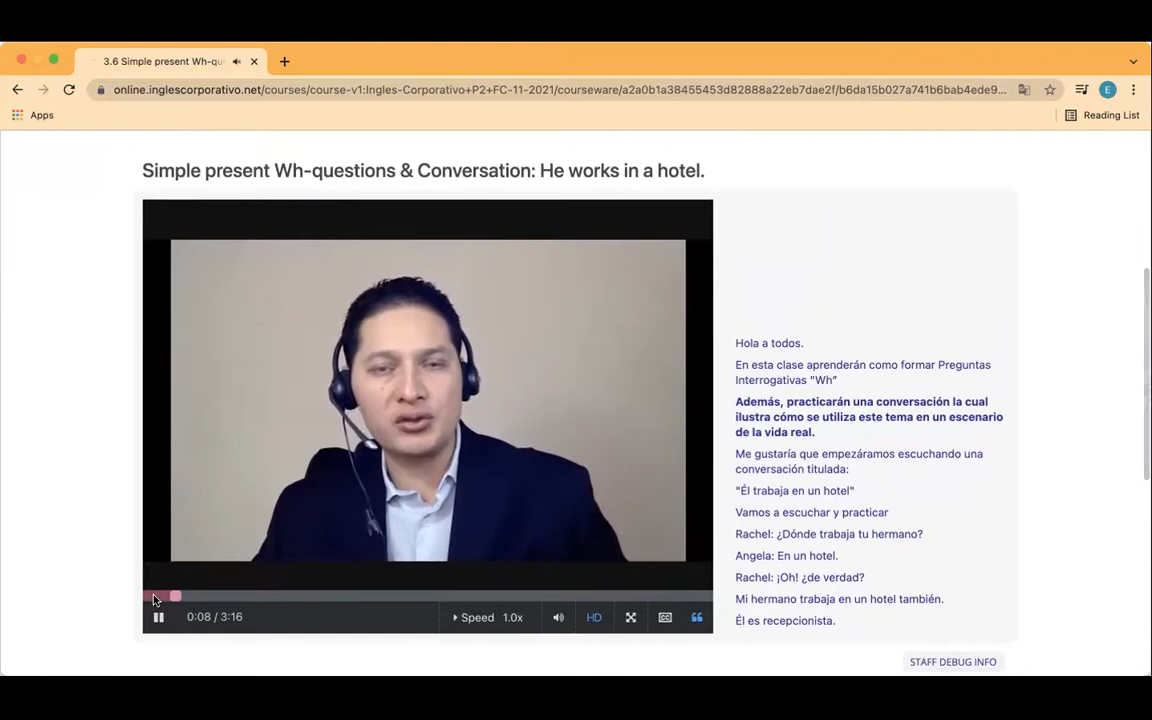 3.6 Simple present Wh-qu
online.inglescorporativo.net/courses/course-v1:Ingles-Corporativo+P2+FC-11-2021/courseware/a2a0b1a38455453d82888a22eb7dae2f/b6da15b027a741b6bab4ede9...
Apps
Reading List
Simple present Wh-questions & Conversation: He works in a hotel.
Hola a todos.
En esta clase aprenderán como formar Preguntas
Interrogativas "Wh"
Además, practicarán una conversación la cual
ilustra cómo se utiliza este tema en un escenario
de la vida real.
Me gustaría que empezáramos escuchando una
conversación titulada:
"Él trabaja en un hotel"
Vamos a escuchar y practicar
Rachel: ¿Dónde trabaja tu hermano?
Angela: En un hotel.
Rachel: ¡Oh! ¿de verdad?
Mi hermano trabaja en un hotel también.
Él es recepcionista.
0:08 / 3:16
Speed 1.0x
HD
CC
STAFF DEBUG INFO
E